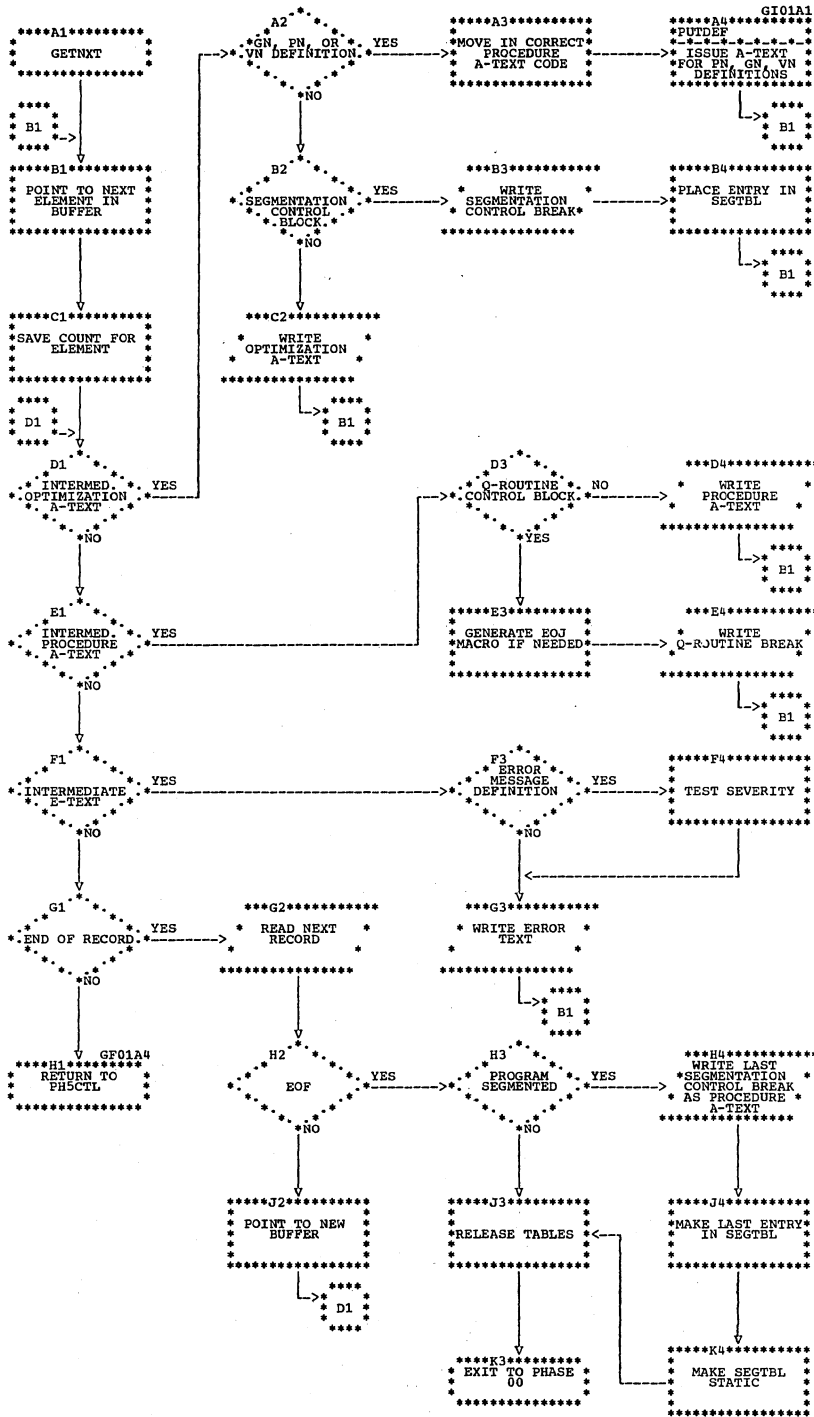 A1
GETNXT
B1
B1
POINT TO NEXT
ELEMENT IN
BUFFER
C1
SAVE COUNT FOR
ELEMENT
D1
D1
INTERMED.
OPTIMIZATION
A-TEXT
YES
NO
E1
INTERMED.
PROCEDURE
A-TEXT
YES
NO
F1
INTERMEDIATE
E-TEXT
YES
NO
G1
END OF RECORD
YES
NO
GF01A4
H1
RETURN TO
PH5CTL
A2
GN, PN, OR
VN DEFINITION
YES
NO
B2
SEGMENTATION
CONTROL
BLOCK
YES
NO
C2
WRITE
OPTIMIZATION
A-TEXT
B1
G2
READ NEXT
RECORD
H2
EOF
YES
NO
J2
POINT TO NEW
BUFFER
D1
A3
MOVE IN CORRECT
PROCEDURE
A-TEXT CODE
B3
WRITE
SEGMENTATION
CONTROL BREAK
D3
Q-ROUTINE
CONTROL BLOCK
NO
YES
E3
GENERATE EOJ
MACRO IF NEEDED
F3
ERROR
MESSAGE
DEFINITION
YES
NO
G3
WRITE ERROR
TEXT
B1
H3
PROGRAM
SEGMENTED
YES
NO
J3
RELEASE TABLES
K3
EXIT TO PHASE
00
GI01A1
A4
PUTDEF
ISSUE A-TEXT
FOR PN, GN, VN
DEFINITIONS
B1
B4
PLACE ENTRY IN
SEGTBL
B1
D4
WRITE
PROCEDURE
A-TEXT
B1
E4
WRITE
Q-ROUTINE BREAK
B1
F4
TEST SEVERITY
H4
WRITE LAST
SEGMENTATION
CONTROL BREAK
AS PROCEDURE
A-TEXT
J4
MAKE LAST ENTRY
IN SEGTBL
K4
MAKE SEGTBL
STATIC